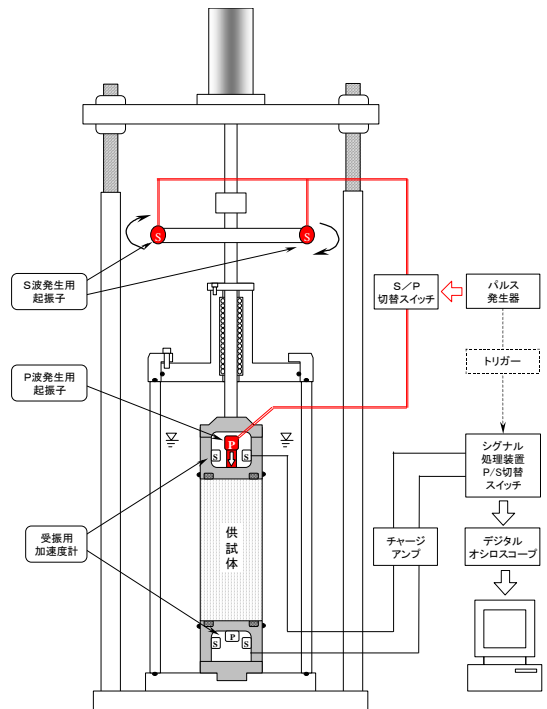 S
S
S波発生用
起振子
S/P
切替スイッチ
パルス
発生器
トリガー
P波発生用
起振子
P
S
S
シグナル
処理装置
P/S切替
スイッチ
受振用
加速度計
供試体
チャージ
アンプ
デジタル
オシロスコープ
P
S
S